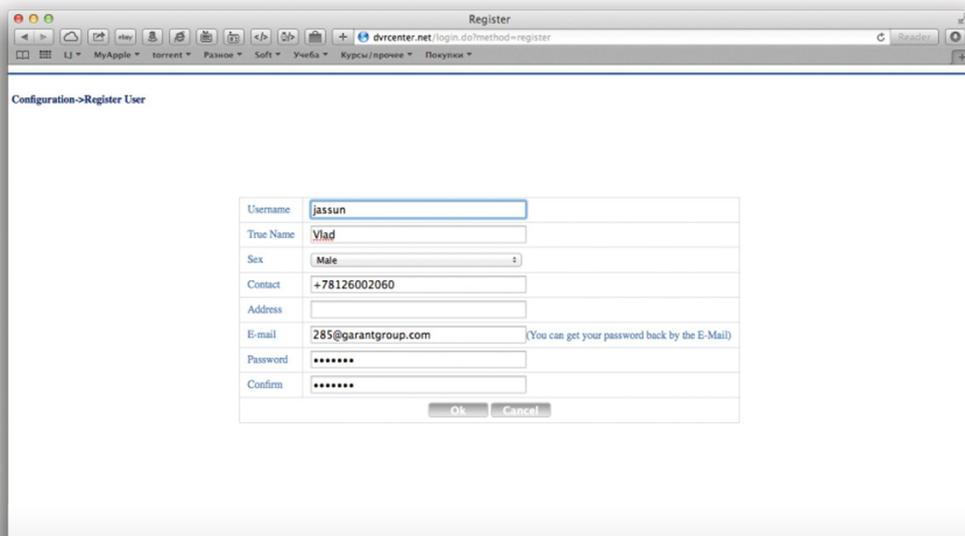 Register
ebay
dvrcenter.net/login.do?method=register
Reader
LJ MyApple torrent Разное Soft Учеба Курсы/прочее Покупки
Configuration->Register User
Username jassun
True Name Vlad
Sex Male
Contact +78126002060
Address
E-mail 285@garantgroup.com (You can get your password back by the E-Mail)
Password •••••••
Confirm •••••••
Ok Cancel